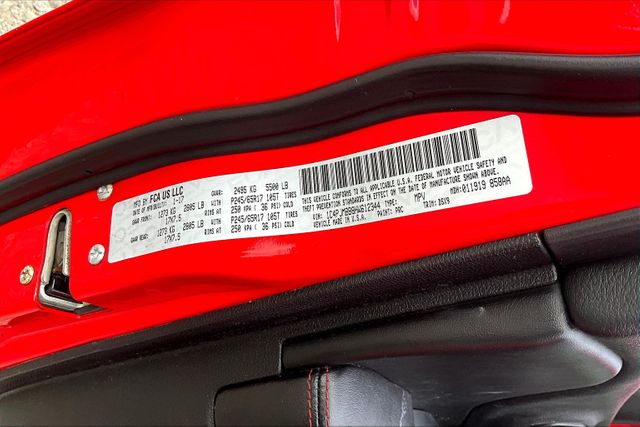 MFD BY FCA US LLC
DATE OF MFR 1-17 GVWR: 2495 KG 5500 LB
GAWR FRONT: 1273 KG 2805 LB WITH P245/65R17 105T TIRES
17X7.5 RIMS AT 250 KPA ( 36 PSI) COLD
GAWR REAR: 1273 KG 2805 LB WITH P245/65R17 105T TIRES
17X7.5 RIMS AT 250 KPA ( 36 PSI) COLD
THIS VEHICLE CONFORMS TO ALL APPLICABLE U.S.A. FEDERAL MOTOR VEHICLE SAFETY AND
THEFT PREVENTION STANDARDS IN EFFECT ON THE DATE OF MANUFACTURE SHOWN ABOVE.
TYPE: MPV MDH:011919 850AA
VEHICLE MADE IN U.S.A. PAINT: PRC TRIM: DSX9